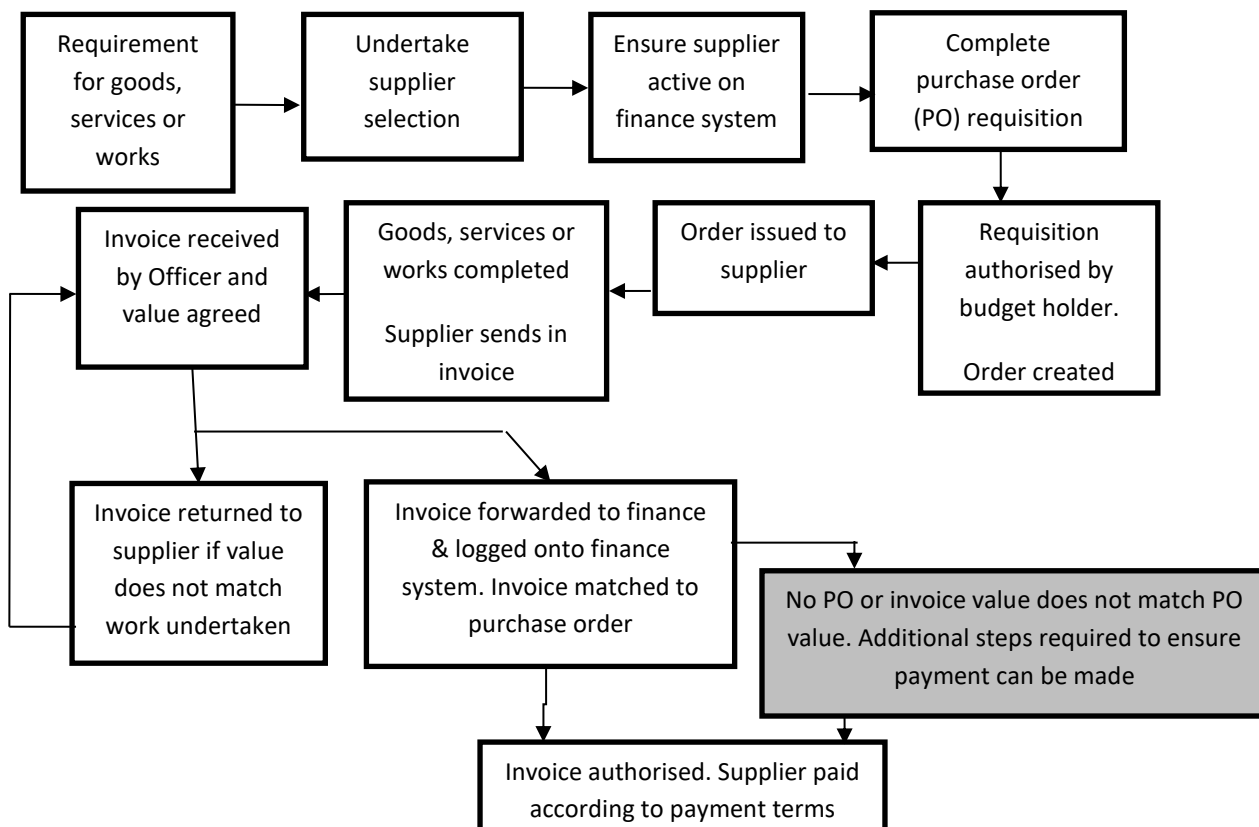 Requirement
for goods,
services or
works
Undertake
supplier
selection
Ensure supplier
active on
finance system
Complete
purchase order
(PO) requisition
Requisition
authorised by
budget holder.
Order created
Order issued to
supplier
Goods, services or
works completed
Supplier sends in
invoice
Invoice received
by Officer and
value agreed
Invoice returned to
supplier if value
does not match
work undertaken
Invoice forwarded to finance
& logged onto finance
system. Invoice matched to
purchase order
No PO or invoice value does not match PO
value. Additional steps required to ensure
payment can be made
Invoice authorised. Supplier paid
according to payment terms